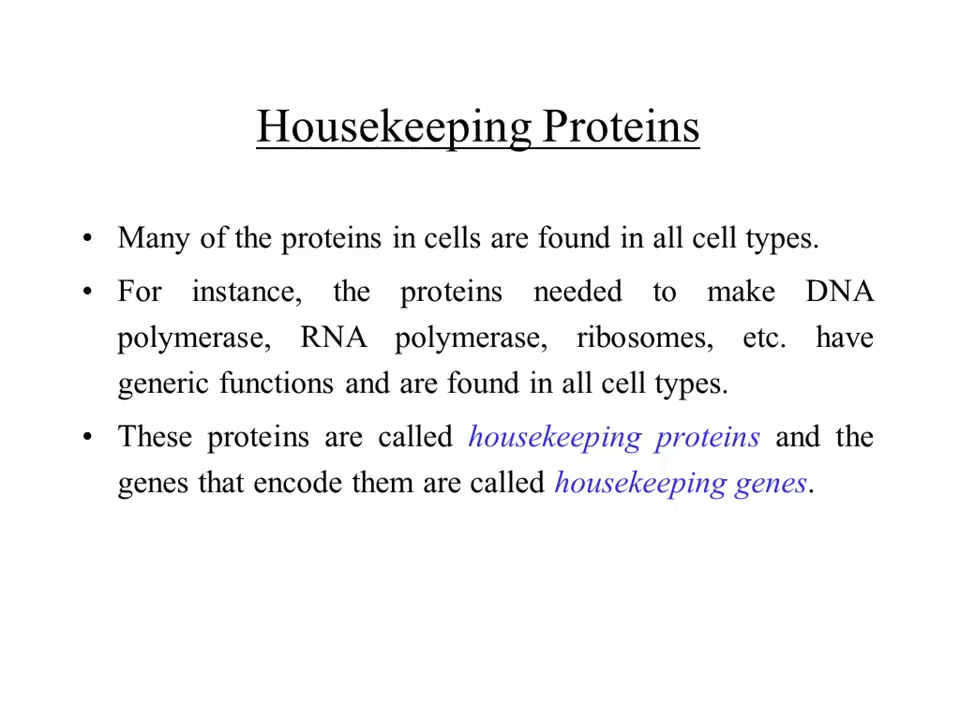 Housekeeping Proteins
• Many of the proteins in cells are found in all cell types.
• For instance, the proteins needed to make DNA
polymerase, RNA polymerase, ribosomes, etc. have
generic functions and are found in all cell types.
• These proteins are called housekeeping proteins and the
genes that encode them are called housekeeping genes.